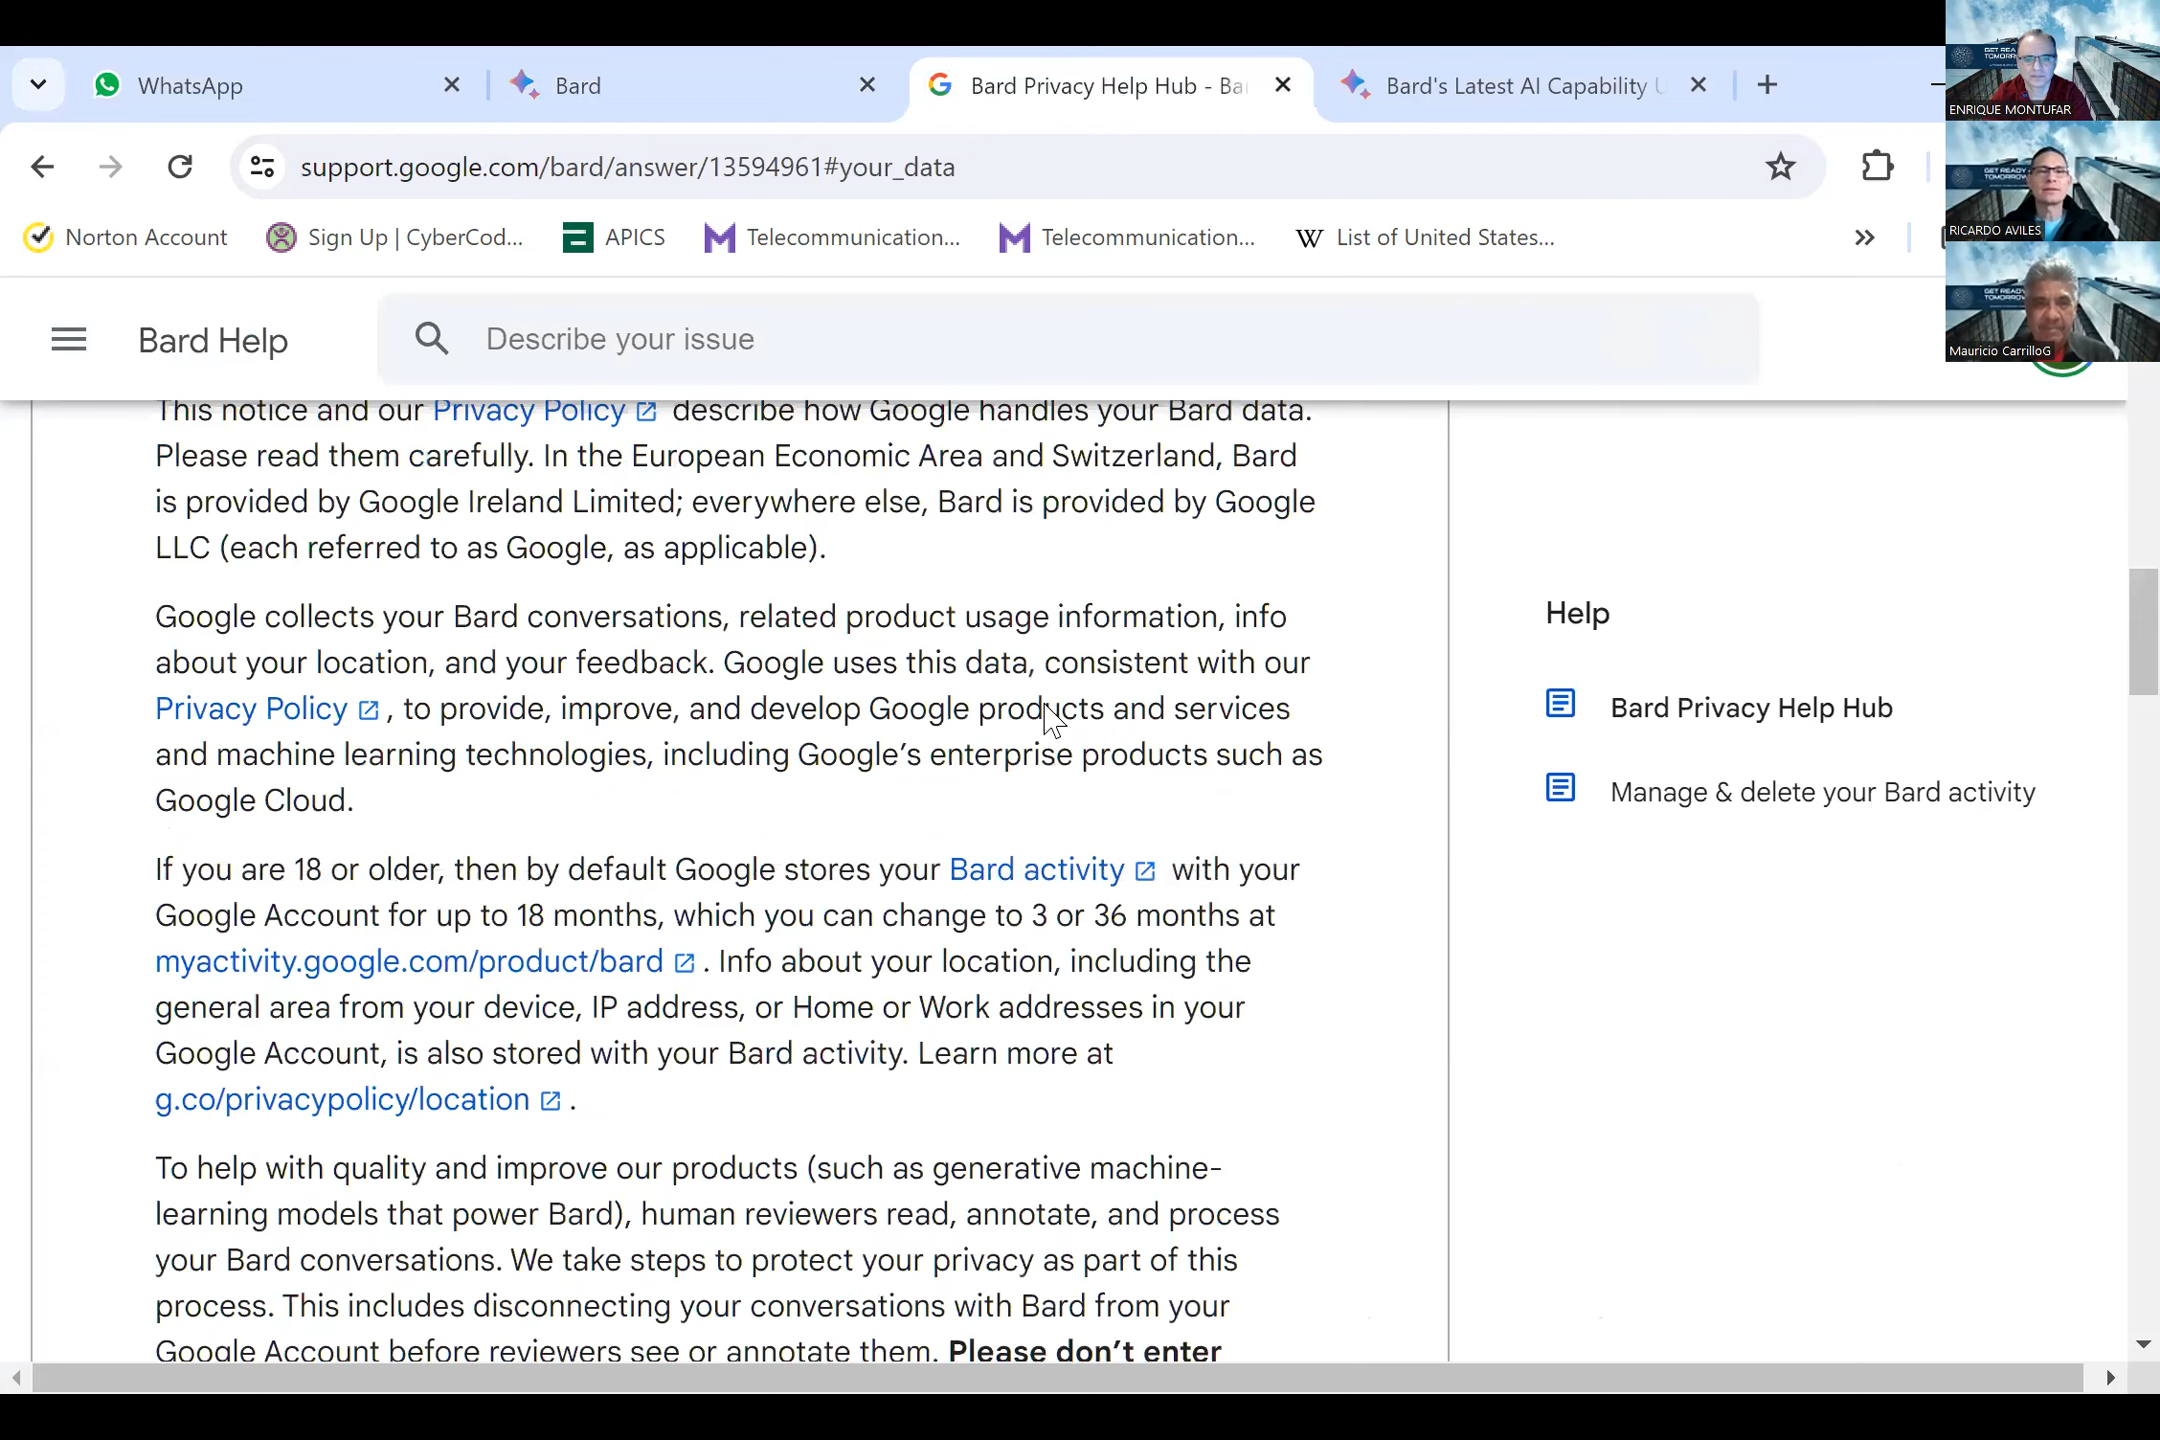 WhatsApp
Bard
Bard Privacy Help Hub - Ba
Bard's Latest AI Capability U
support.google.com/bard/answer/13594961#your_data
Norton Account
Sign Up | CyberCod...
APICS
Telecommunication...
Telecommunication...
List of United States...
Bard Help
Describe your issue
ENRIQUE MONTUFAR
RICARDO AVILES
Mauricio CarrilloG
This notice and our Privacy Policy describe how Google handles your Bard data.
Please read them carefully. In the European Economic Area and Switzerland, Bard
is provided by Google Ireland Limited; everywhere else, Bard is provided by Google
LLC (each referred to as Google, as applicable).
Google collects your Bard conversations, related product usage information, info
about your location, and your feedback. Google uses this data, consistent with our
Privacy Policy , to provide, improve, and develop Google products and services
and machine learning technologies, including Google’s enterprise products such as
Google Cloud.
If you are 18 or older, then by default Google stores your Bard activity with your
Google Account for up to 18 months, which you can change to 3 or 36 months at
myactivity.google.com/product/bard . Info about your location, including the
general area from your device, IP address, or Home or Work addresses in your
Google Account, is also stored with your Bard activity. Learn more at
g.co/privacypolicy/location .
To help with quality and improve our products (such as generative machine-
learning models that power Bard), human reviewers read, annotate, and process
your Bard conversations. We take steps to protect your privacy as part of this
process. This includes disconnecting your conversations with Bard from your
Google Account before reviewers see or annotate them. Please don’t enter
Help
Bard Privacy Help Hub
Manage & delete your Bard activity